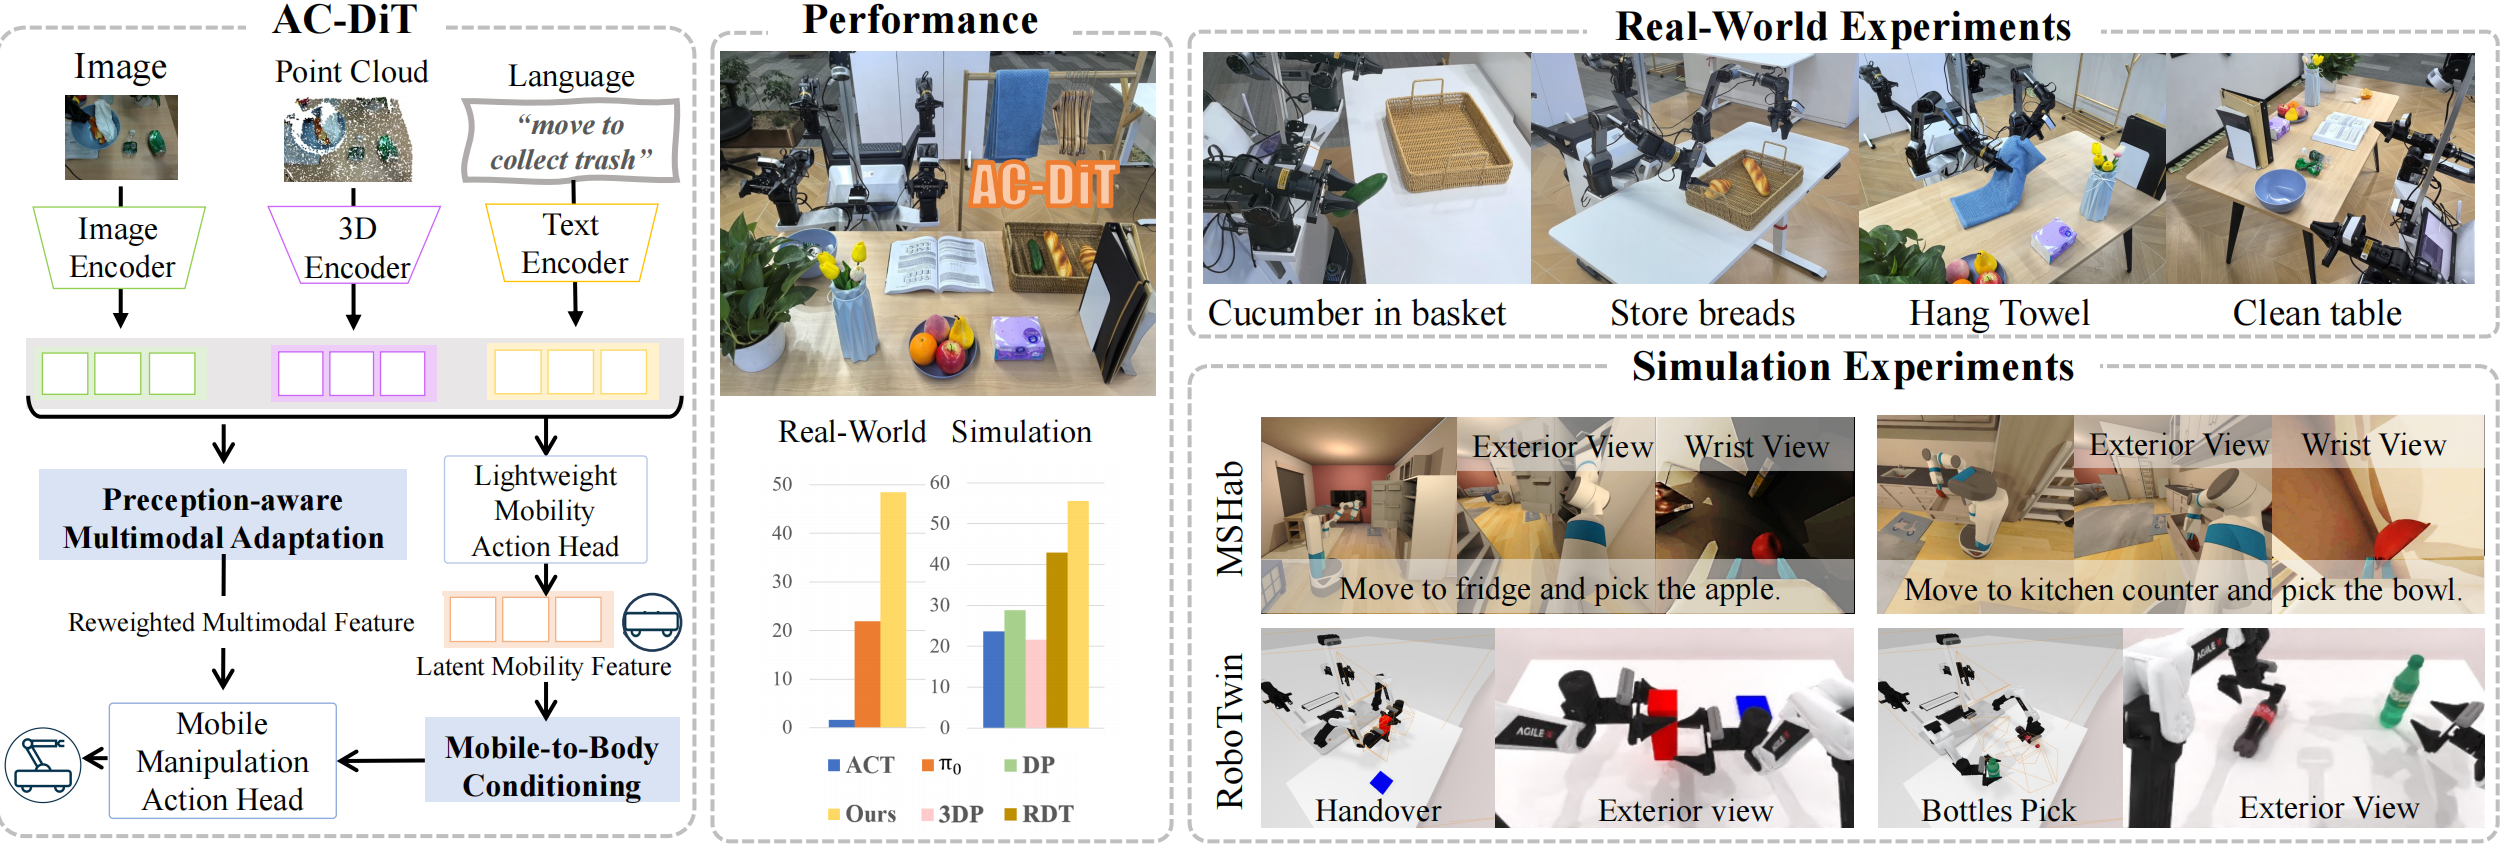 AC-DiT
Image
Point Cloud
Language
“move to
collect trash”
Image
Encoder
3D
Encoder
Text
Encoder
Preception-aware
Multimodal Adaptation
Lightweight
Mobility
Action Head
Reweighted Multimodal Feature
Latent Mobility Feature
Mobile
Manipulation
Action Head
Mobile-to-Body
Conditioning
Performance
AC-DiT
Real-World
Simulation
50
40
30
20
10
0
60
50
40
30
20
10
0
ACT
π₀
DP
Ours
3DP
RDT
Real-World Experiments
Cucumber in basket
Store breads
Hang Towel
Clean table
Simulation Experiments
MSHab
Exterior View
Wrist View
Move to fridge and pick the apple.
Exterior View
Wrist View
Move to kitchen counter and pick the bowl.
RoboTwin
Handover
AGILE
Exterior view
Bottles Pick
AGILE
Exterior View